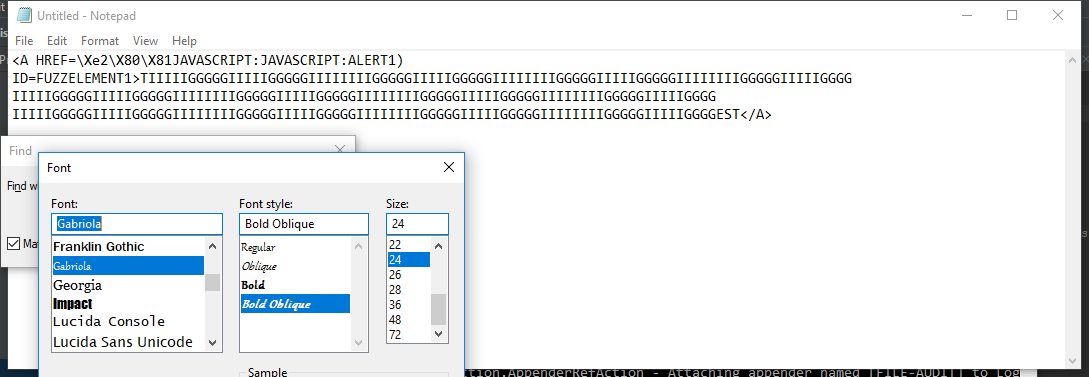 Untitled - Notepad
File Edit Format View Help
<A HREF=\Xe2\X80\X81JAVASCRIPT:JAVASCRIPT:ALERT1)
ID=FUZZELEMENT1>TIIIIIGGGGGIIIIIGGGGGIIIIIIIIGGGGGIIIIIGGGGGIIIIIIIIGGGGGIIIIIGGGGGIIIIIIIIGGGGGIIIIIGGGG
IIIIIGGGGGIIIIIGGGGGIIIIIIIIGGGGGIIIIIGGGGGIIIIIIIIGGGGGIIIIIGGGGGIIIIIIIIGGGGGIIIIIGGGG
IIIIIGGGGGIIIIIGGGGGIIIIIIIIGGGGGIIIIIGGGGGIIIIIIIIGGGGGIIIIIGGGGGIIIIIIIIGGGGGIIIIIGGGGEST</A>
Find
Find w
Font
Font: Font style: Size:
Gabriola Bold Oblique 24
Franklin Gothic Regular 22
Gabriola Oblique 24
Georgia Bold 26
Impact Bold Oblique 28
Lucida Console 36
Lucida Sans Unicode 48
72
Sample
ction.AppenderRefAction - Attaching appender named [FILE-AUDIT] to Log